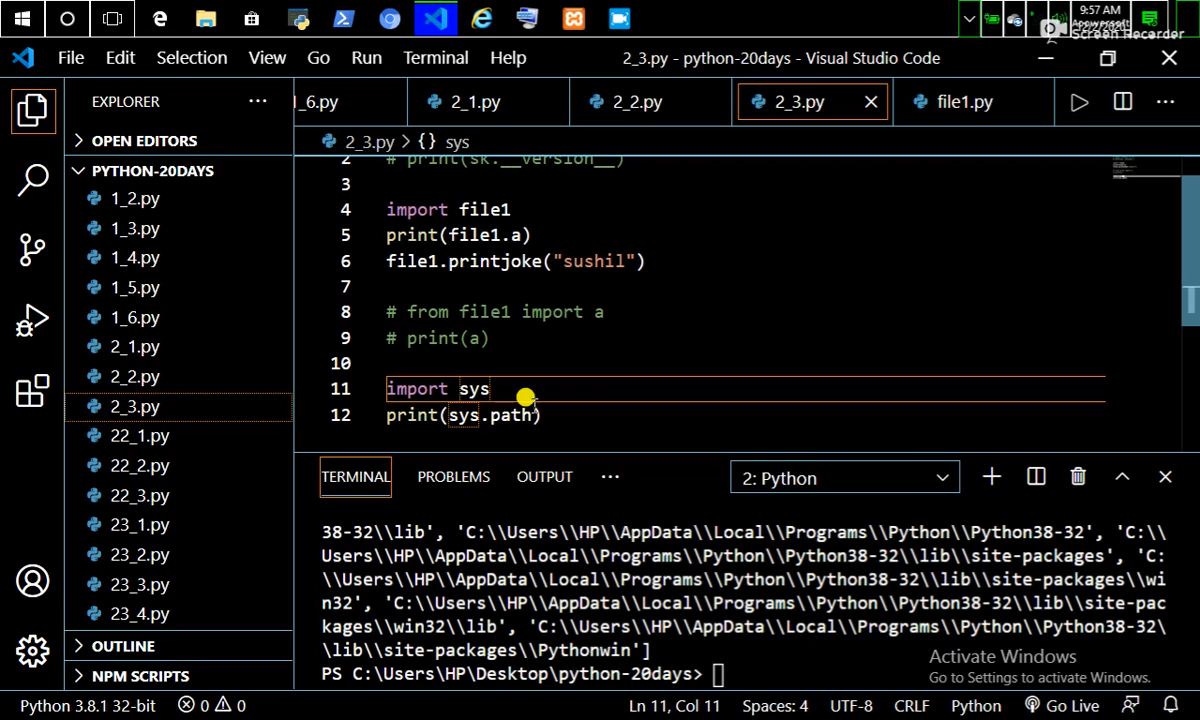 9:57 AM
Apowersoft
Screen Recorder
File Edit Selection View Go Run Terminal Help
2_3.py - python-20days - Visual Studio Code
EXPLORER
1_6.py
2_1.py
2_2.py
2_3.py
file1.py
OPEN EDITORS
2_3.py > {} sys
PYTHON-20DAYS
1_2.py
1_3.py
1_4.py
1_5.py
1_6.py
2_1.py
2_2.py
2_3.py
22_1.py
22_2.py
22_3.py
23_1.py
23_2.py
23_3.py
23_4.py
OUTLINE
NPM SCRIPTS
2 # print(sk.__version__)
3
4 import file1
5 print(file1.a)
6 file1.printjoke("sushil")
7
8 # from file1 import a
9 # print(a)
10
11 import sys
12 print(sys.path)
TERMINAL PROBLEMS OUTPUT ··· 2: Python
38-32\\lib', 'C:\\Users\\HP\\AppData\\Local\\Programs\\Python\\Python38-32', 'C:\\
Users\\HP\\AppData\\Local\\Programs\\Python\\Python38-32\\lib\\site-packages', 'C:
\\Users\\HP\\AppData\\Local\\Programs\\Python\\Python38-32\\lib\\site-packages\\wi
n32', 'C:\\Users\\HP\\AppData\\Local\\Programs\\Python\\Python38-32\\lib\\site-pac
kages\\win32\\lib', 'C:\\Users\\HP\\AppData\\Local\\Programs\\Python\\Python38-32\
\lib\\site-packages\\Pythonwin']
PS C:\Users\HP\Desktop\python-20days>
Activate Windows
Go to Settings to activate Windows.
Python 3.8.1 32-bit 0 0 Ln 11, Col 11 Spaces: 4 UTF-8 CRLF Python Go Live